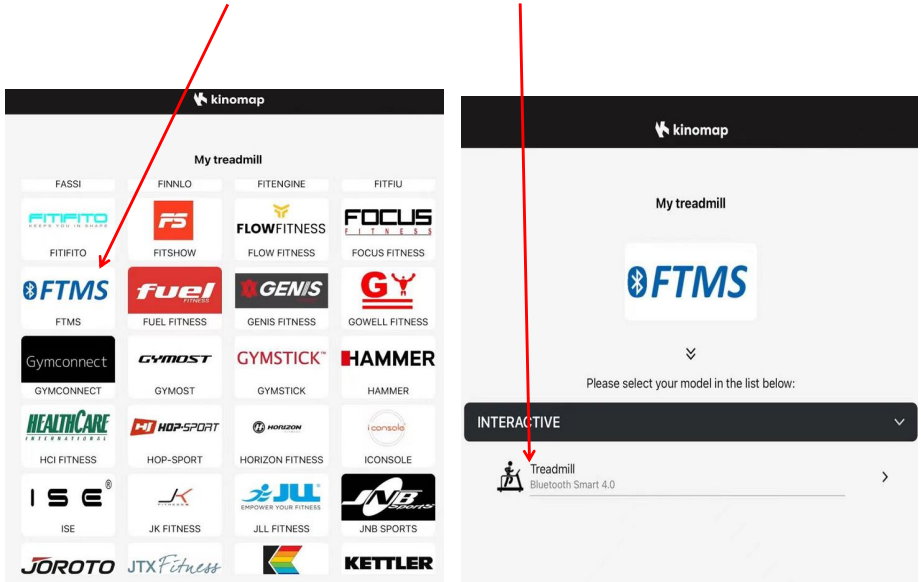 kinomap
My treadmill
FASSI FINNLO FITENGINE FITFIU
FITIFITO FS FLOWFITNESS FOCUS
KEEPS YOU IN SHAPE FITNESS
FITIFITO FITSHOW FLOW FITNESS FOCUS FITNESS
FTMS fuel GENIS G
FITNESS
FTMS FUEL FITNESS GENIS FITNESS GOWELL FITNESS
Gymconnect GYMOST GYMSTICK™ HAMMER
GYMCONNECT GYMOST GYMSTICK HAMMER
HEALTHCARE HOP-SPORT HORIZON iconsole
INTERNATIONAL
HCI FITNESS HOP-SPORT HORIZON FITNESS ICONSOLE
ISE® JK JLL® JNB
FITNESS EMPOWER YOUR FITNESS Sports
ISE JK FITNESS JLL FITNESS JNB SPORTS
JOROTO JTXFitness KETTLER
kinomap
My treadmill
FTMS
Please select your model in the list below:
INTERACTIVE
Treadmill
Bluetooth Smart 4.0